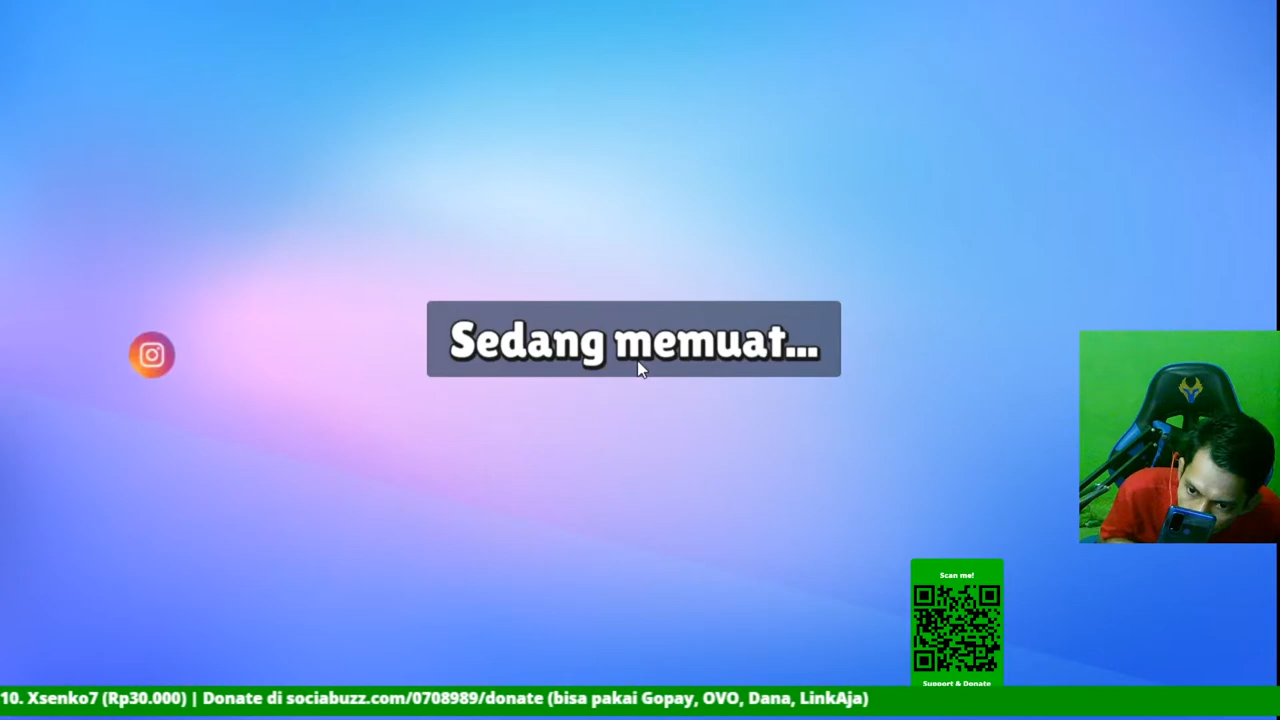 Sedang memuat...
Scan me!
Support & Donate
10. Xsenko7 (Rp30.000) | Donate di sociabuzz.com/0708989/donate (bisa pakai Gopay, OVO, Dana, LinkAja)